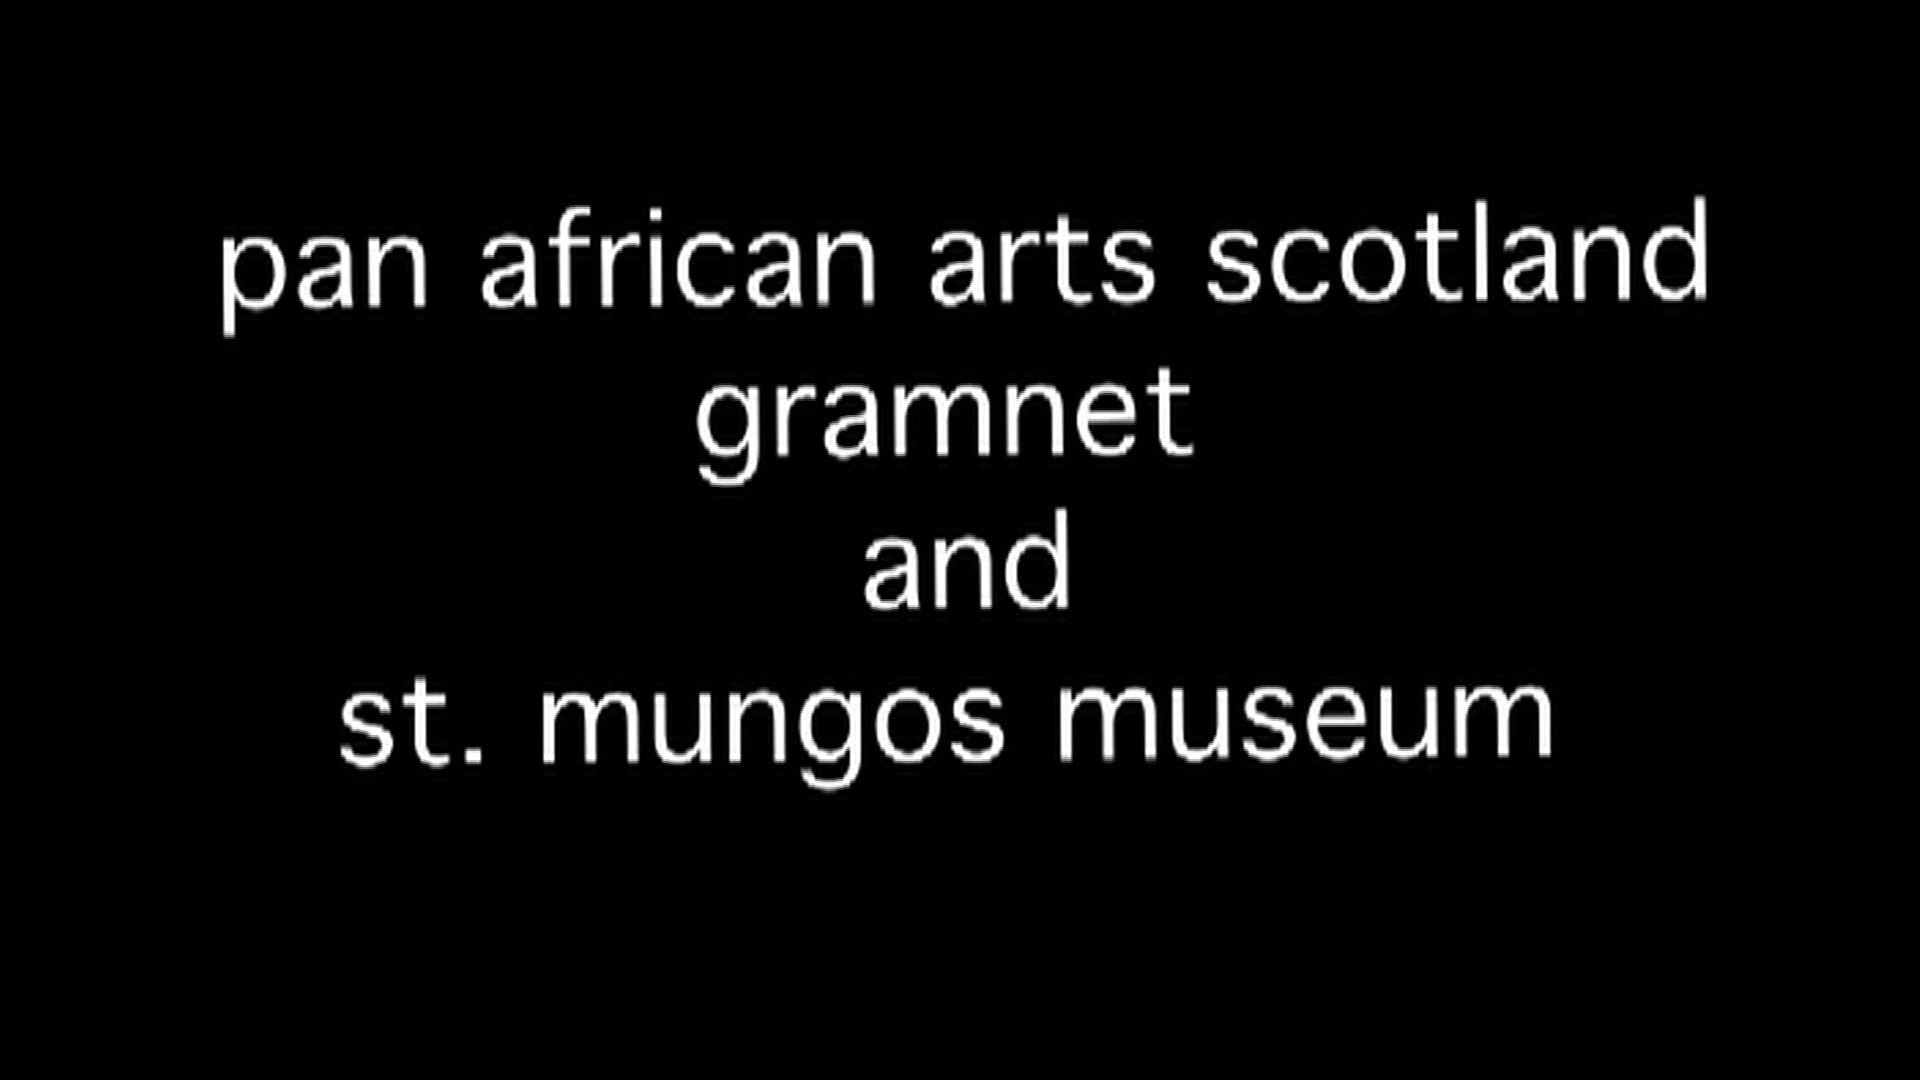 pan african arts scotland
gramnet
and
st. mungos museum